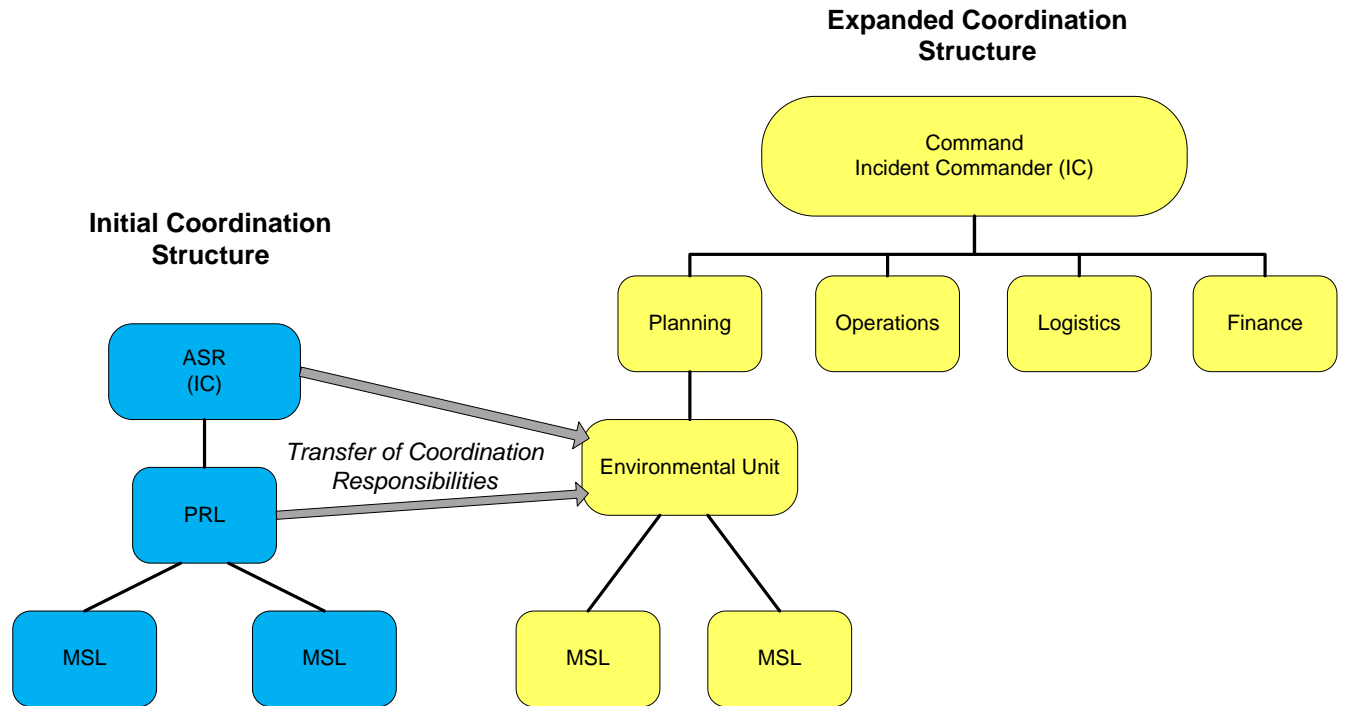 Expanded Coordination
Structure
Command
Incident Commander (IC)
Initial Coordination
Structure
Planning
Operations
Logistics
Finance
ASR
(IC)
Transfer of Coordination
Responsibilities
Environmental Unit
PRL
MSL
MSL
MSL
MSL